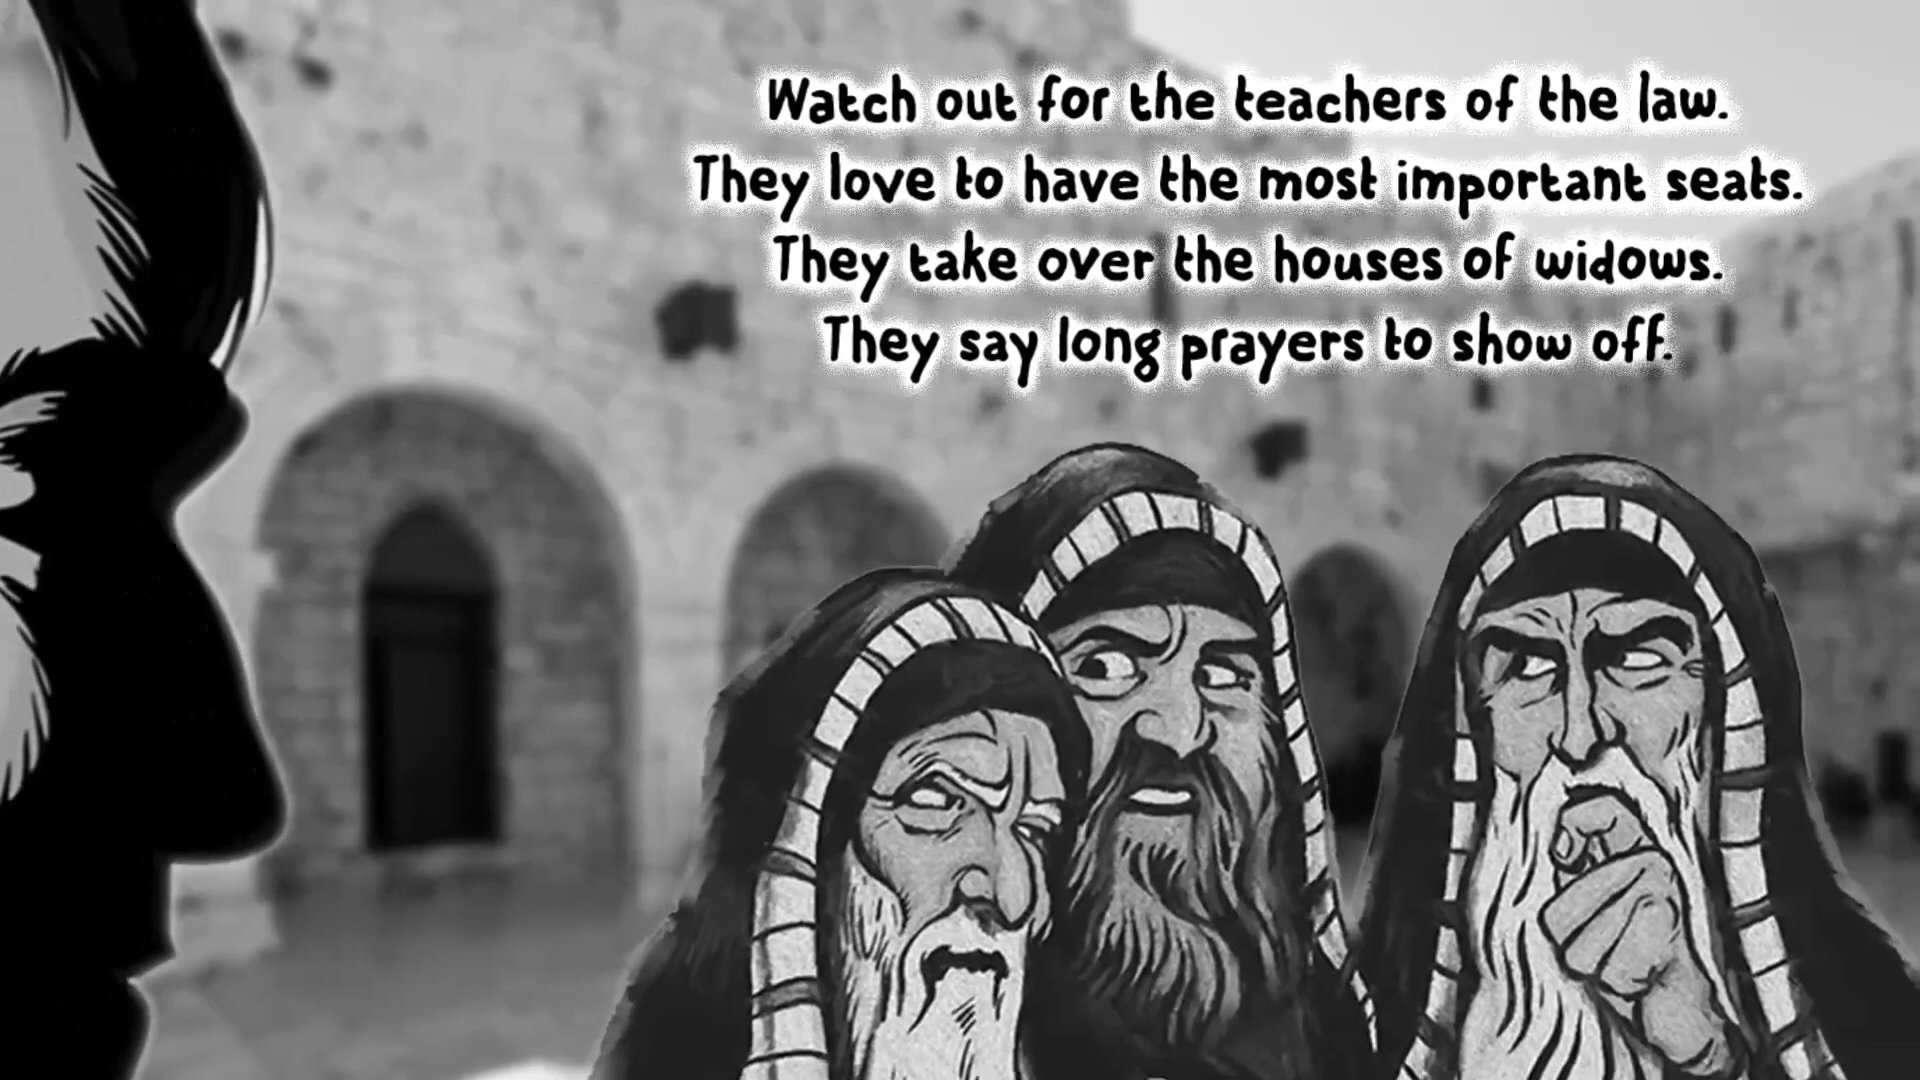 Watch out for the teachers of the law.
They love to have the most important seats.
They take over the houses of widows.
They say long prayers to show off.